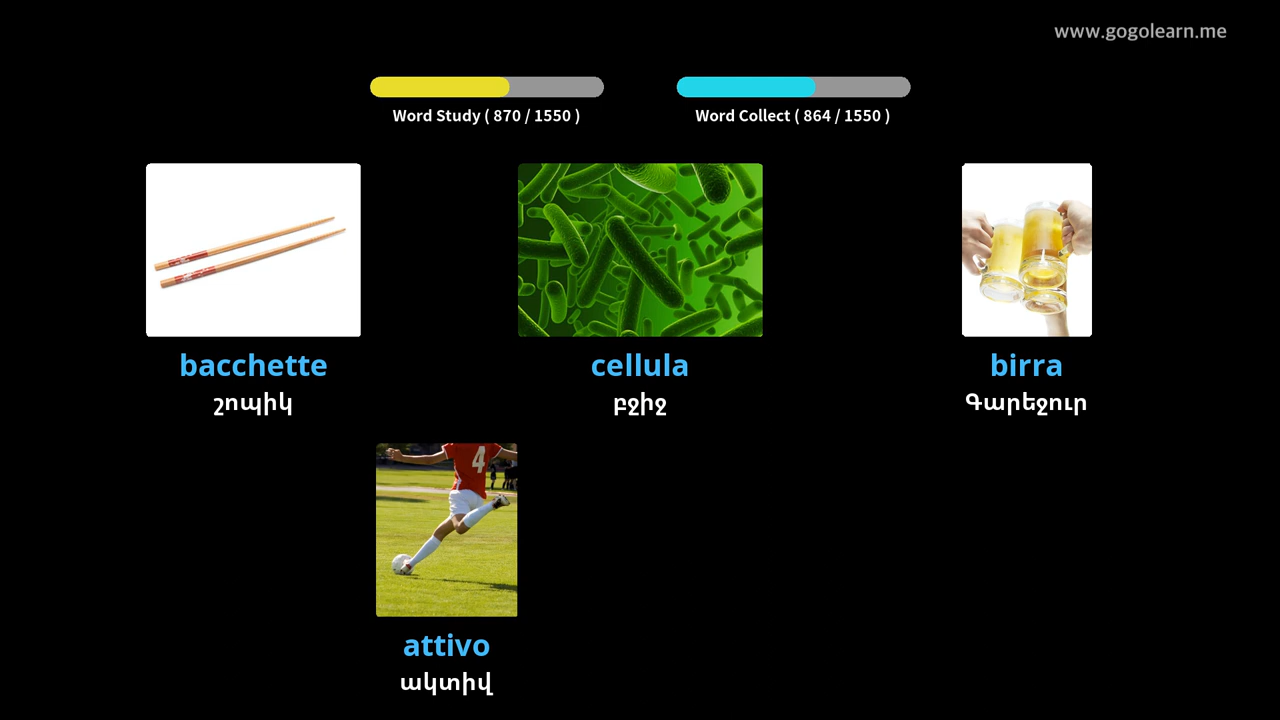 www.gogolearn.me
Word Study ( 870 / 1550 )
Word Collect ( 864 / 1550 )
bacchette
շոպիկ
cellula
բջիջ
birra
Գարեջուր
4
attivo
ակտիվ